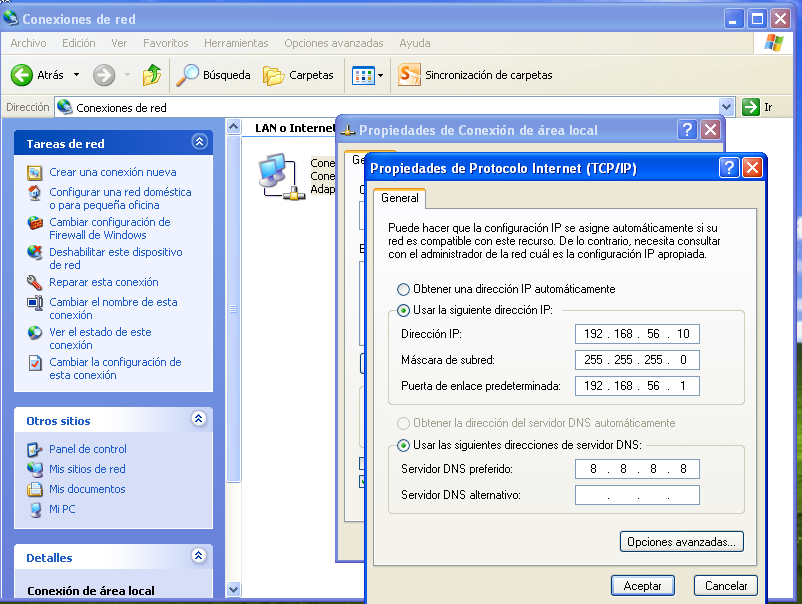 Conexiones de red
Archivo Edición Ver Favoritos Herramientas Opciones avanzadas Ayuda
Atrás Búsqueda Carpetas Sincronización de carpetas
Dirección Conexiones de red Ir
Tareas de red
Crear una conexión nueva
Configurar una red doméstica
o para pequeña oficina
Cambiar configuración de
Firewall de Windows
Deshabilitar este dispositivo
de red
Reparar esta conexión
Cambiar el nombre de esta
conexión
Ver el estado de este
conexión
Cambiar la configuración de
esta conexión
Otros sitios
Panel de control
Mis sitios de red
Mis documentos
Mi PC
Detalles
Conexión de área local
LAN o Internet
Cone
Cone
Adap
Propiedades de Conexión de área local
Ge
Propiedades de Protocolo Internet (TCP/IP)
General
Puede hacer que la configuración IP se asigne automáticamente si su
red es compatible con este recurso. De lo contrario, necesita consultar
con el administrador de la red cuál es la configuración IP apropiada.
Obtener una dirección IP automáticamente
Usar la siguiente dirección IP:
Dirección IP: 192 . 168 . 56 . 10
Máscara de subred: 255 . 255 . 255 . 0
Puerta de enlace predeterminada: 192 . 168 . 56 . 1
Obtener la dirección del servidor DNS automáticamente
Usar las siguientes direcciones de servidor DNS:
Servidor DNS preferido: 8 . 8 . 8 . 8
Servidor DNS alternativo: . . .
Opciones avanzadas...
Aceptar Cancelar